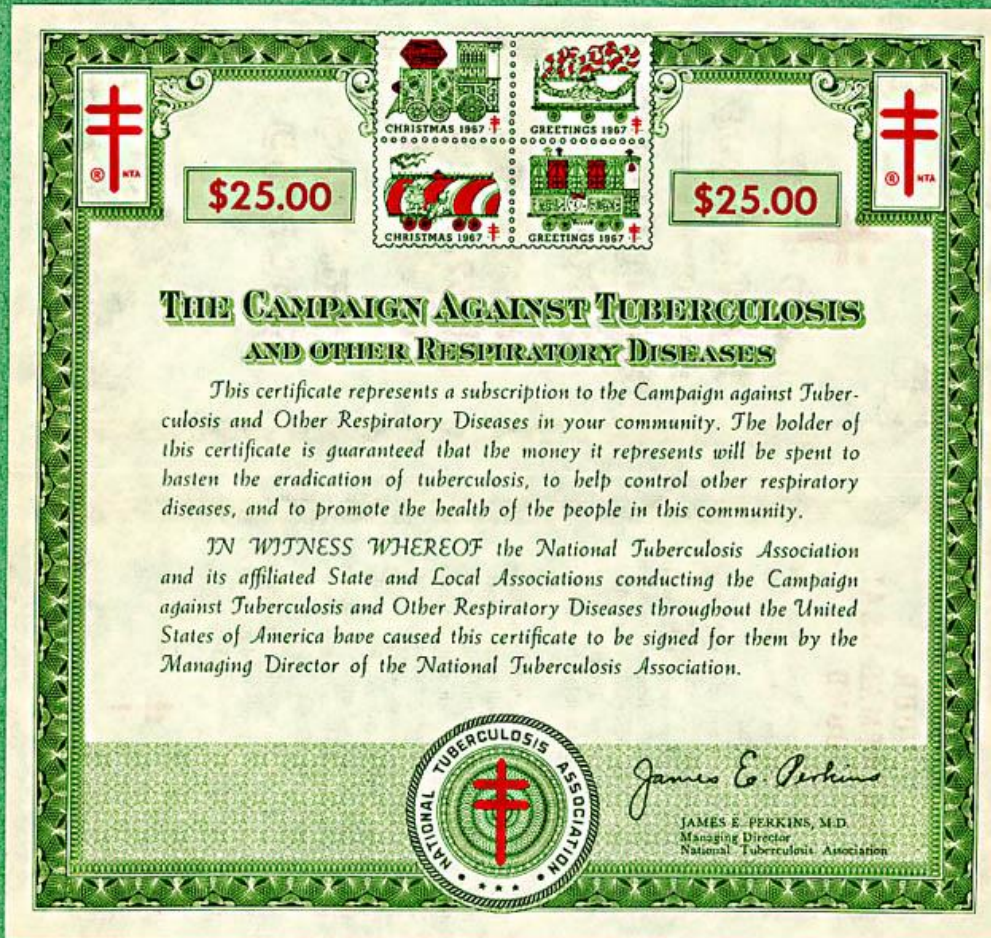 CHRISTMAS 1967
GREETINGS 1967
CHRISTMAS 1967
GREETINGS 1967
® NTA
® NTA
$25.00
$25.00
THE CAMPAIGN AGAINST TUBERCULOSIS
AND OTHER RESPIRATORY DISEASES
This certificate represents a subscription to the Campaign against Tuber-
culosis and Other Respiratory Diseases in your community. The holder of
this certificate is guaranteed that the money it represents will be spent to
hasten the eradication of tuberculosis, to help control other respiratory
diseases, and to promote the health of the people in this community.
IN WITNESS WHEREOF the National Tuberculosis Association
and its affiliated State and Local Associations conducting the Campaign
against Tuberculosis and Other Respiratory Diseases throughout the United
States of America have caused this certificate to be signed for them by the
Managing Director of the National Tuberculosis Association.
NATIONAL TUBERCULOSIS ASSOCIATION
James E. Perkins
JAMES E. PERKINS, M.D.
Managing Director
National Tuberculosis Association